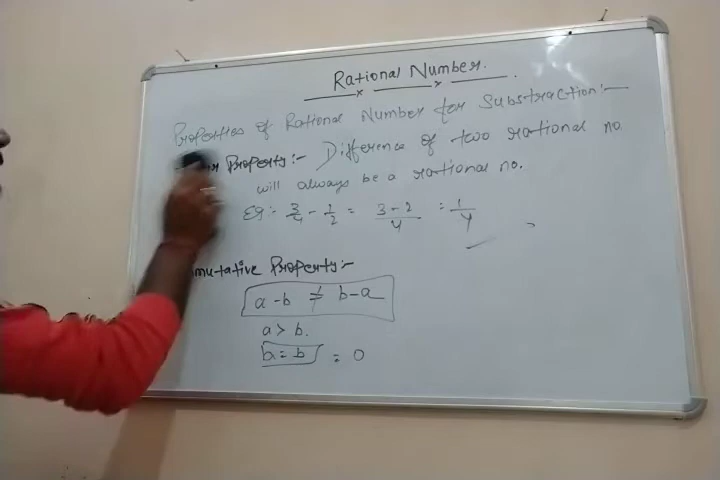 Rational Number.
Properties of Rational Number for Substraction:-
Property:- Difference of two rational no.
will always be a rational no.
Eg:- 3/4 - 1/2 = 3-2/4 = 1/4
mutative Property:-
a-b ≠ b-a
a > b.
a = b = 0